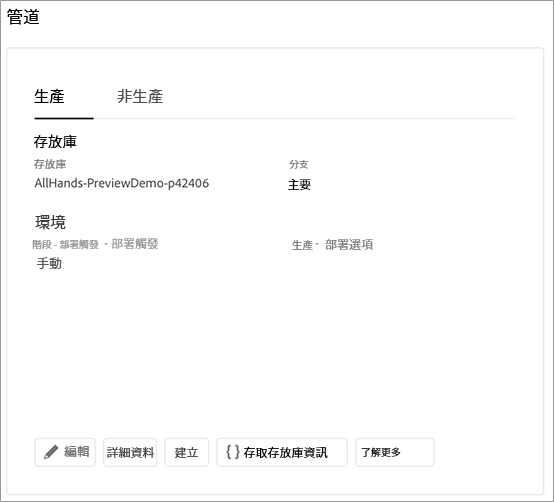 管道
生產 非生產
存放庫
存放庫 分支
AllHands-PreviewDemo-p42406 主要
環境
階段 - 部署觸發 - 部署觸發 生產 - 部署選項
手動
編輯 詳細資料 建立 { } 存取存放庫資訊 了解更多